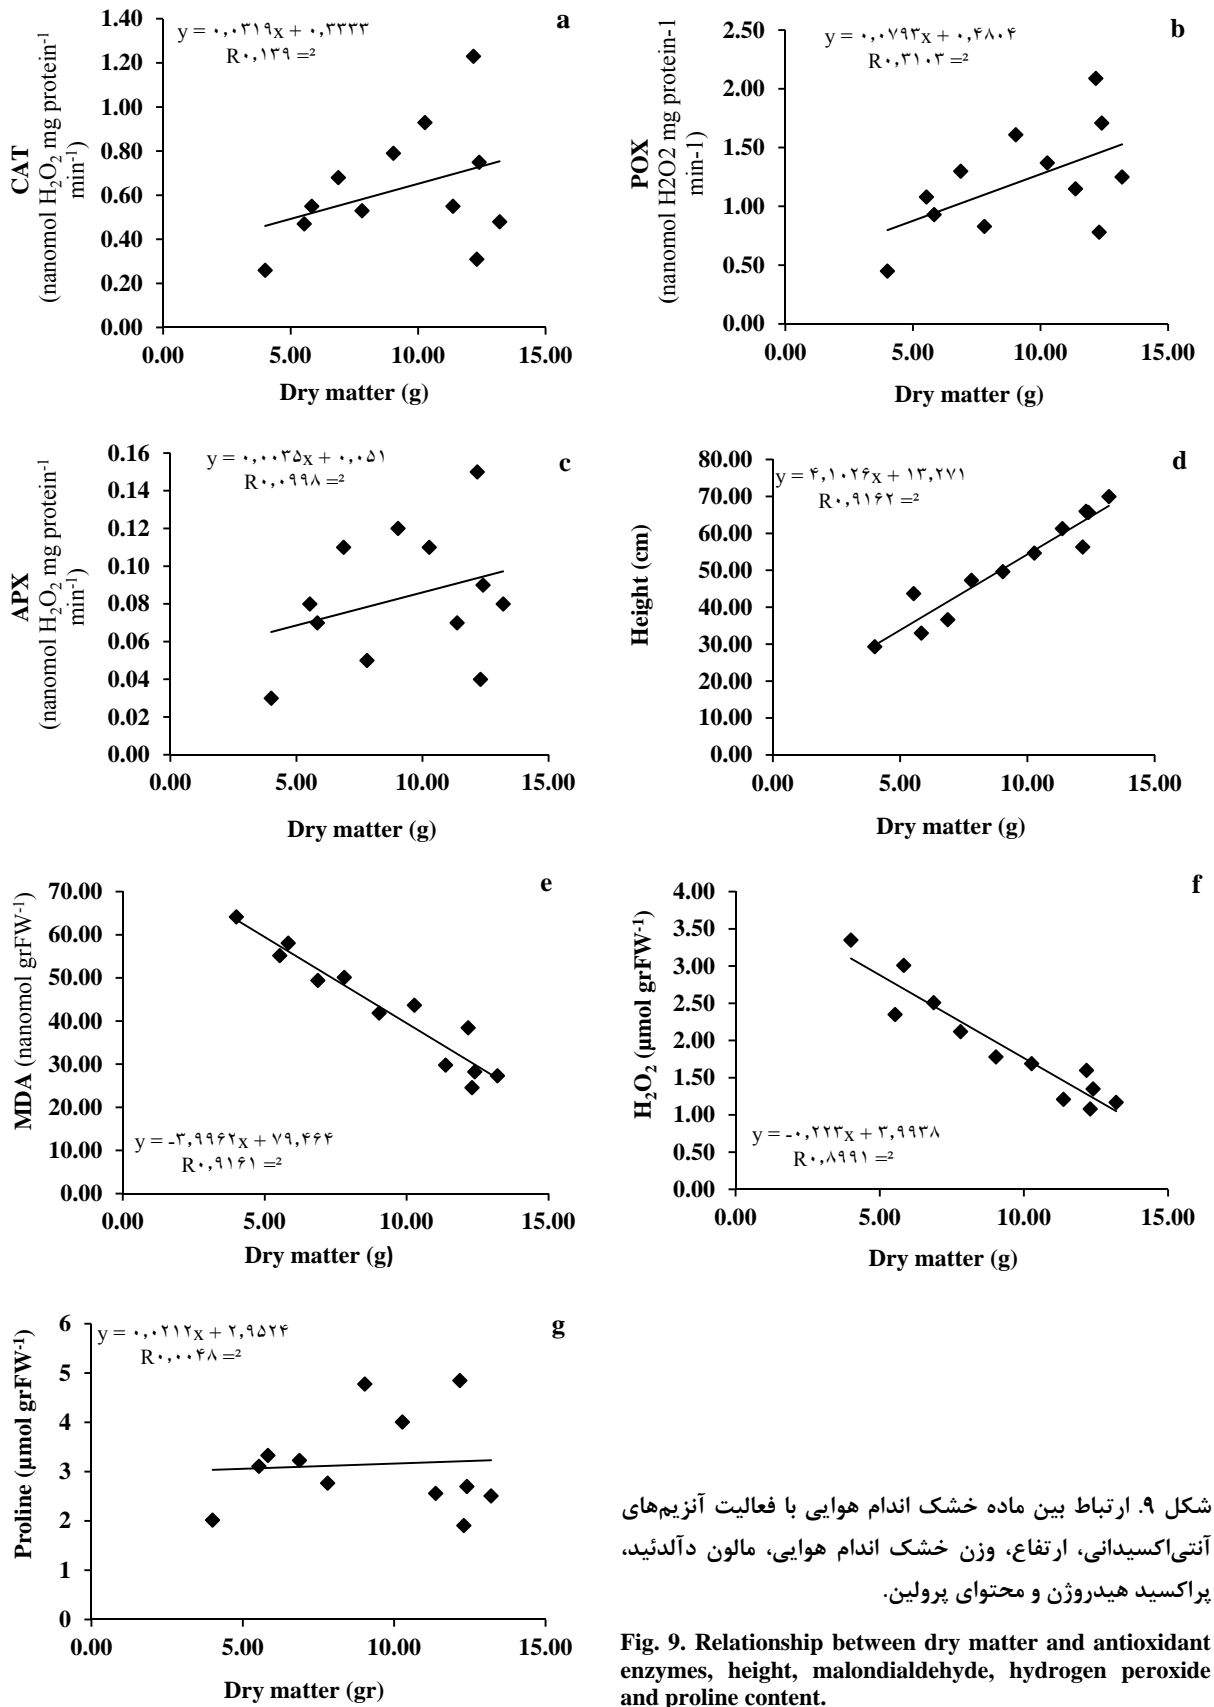 a
y = ۰,۰۳۱۹x + ۰,۳۳۳۳
R۰,۱۳۹ =²
CAT
(nanomol H₂O₂ mg protein⁻¹
min⁻¹)
1.40
1.20
1.00
0.80
0.60
0.40
0.20
0.00
0.00 5.00 10.00 15.00
Dry matter (g)
b
y = ۰,۰۷۹۳x + ۰,۴۸۰۴
R۰,۳۱۰۳ =²
POX
(nanomol H2O2 mg protein-1
min-1)
2.50
2.00
1.50
1.00
0.50
0.00
0.00 5.00 10.00 15.00
Dry matter (g)
c
y = ۰,۰۰۳۵x + ۰,۰۵۱
R۰,۰۹۹۸ =²
APX
(nanomol H₂O₂ mg protein⁻¹
min⁻¹)
0.16
0.14
0.12
0.10
0.08
0.06
0.04
0.02
0.00
0.00 5.00 10.00 15.00
Dry matter (g)
d
y = ۴,۱۰۲۶x + ۱۳,۲۷۱
R۰,۹۱۶۲ =²
Height (cm)
80.00
70.00
60.00
50.00
40.00
30.00
20.00
10.00
0.00
0.00 5.00 10.00 15.00
Dry matter (g)
e
MDA (nanomol grFW⁻¹)
70.00
60.00
50.00
40.00
30.00
20.00
10.00
0.00
y = -۳,۹۹۶۲x + ۷۹,۴۶۴
R۰,۹۱۶۱ =²
0.00 5.00 10.00 15.00
Dry matter (g)
f
H₂O₂ (µmol grFW⁻¹)
4.00
3.50
3.00
2.50
2.00
1.50
1.00
0.50
0.00
y = -۰,۲۲۳x + ۳,۹۹۳۸
R۰,۸۹۹۱ =²
0.00 5.00 10.00 15.00
Dry matter (g)
g
y = ۰,۰۲۱۲x + ۲,۹۵۲۴
R۰,۰۰۴۸ =²
Proline (µmol grFW⁻¹)
6
5
4
3
2
1
0
0.00 5.00 10.00 15.00
Dry matter (gr)
شکل ۹. ارتباط بین ماده خشک اندام هوایی با فعالیت آنزیم‌های
آنتی‌اکسیدانی، ارتفاع، وزن خشک اندام هوایی، مالون دآلدئید،
پراکسید هیدروژن و محتوای پرولین.
Fig. 9. Relationship between dry matter and antioxidant
enzymes, height, malondialdehyde, hydrogen peroxide
and proline content.